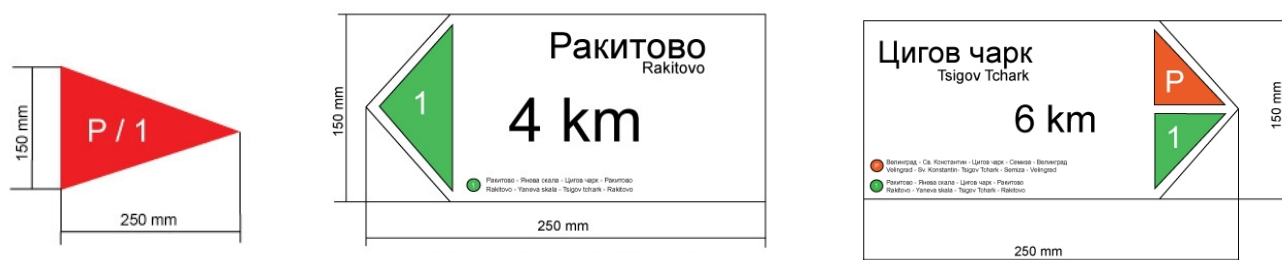 150 mm
P / 1
250 mm
150 mm
1
Ракитово
Rakitovo
4 km
1
Ракитово - Янева скала - Цигов чарк - Ракитово
Rakitovo - Yaneva skala - Tsigov tchark - Rakitovo
250 mm
Цигов чарк
Tsigov Tchark
P
6 km
1
150 mm
P
Велинград - Св. Константин - Цигов чарк - Семиза - Велинград
Velingrad - Sv. Konstantin- Tsigov Tchark - Semiza - Velingrad
1
Ракитово - Янева скала - Цигов чарк - Ракитово
Rakitovo - Yaneva skala - Tsigov Tchark - Rakitovo
250 mm